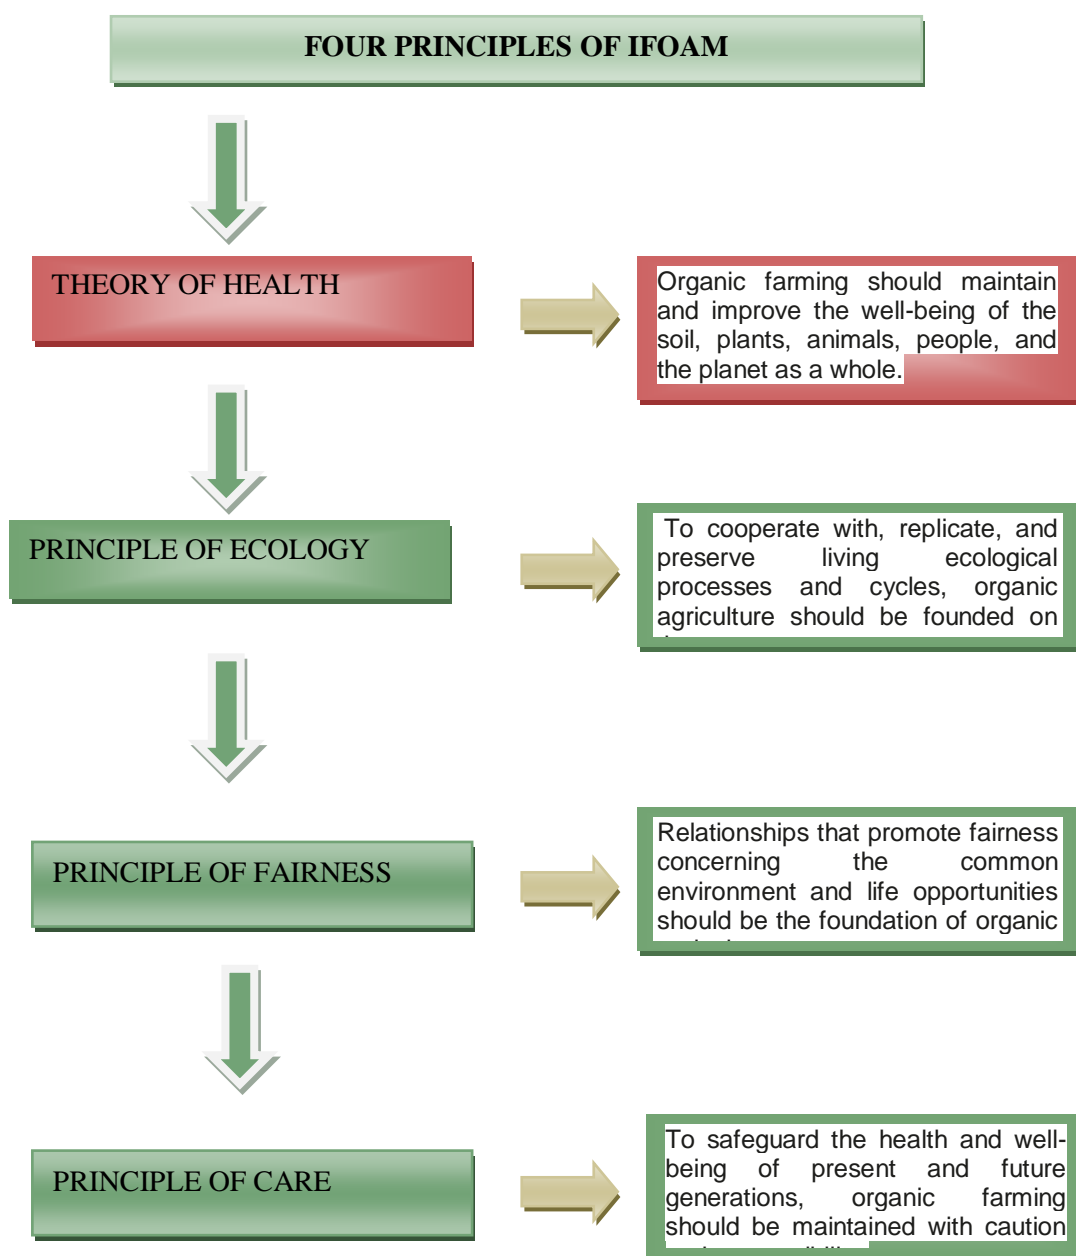 FOUR PRINCIPLES OF IFOAM
THEORY OF HEALTH
Organic farming should maintain
and improve the well-being of the
soil, plants, animals, people, and
the planet as a whole.
PRINCIPLE OF ECOLOGY
To cooperate with, replicate, and
preserve living ecological
processes and cycles, organic
agriculture should be founded on
PRINCIPLE OF FAIRNESS
Relationships that promote fairness
concerning the common
environment and life opportunities
should be the foundation of organic
PRINCIPLE OF CARE
To safeguard the health and well-
being of present and future
generations, organic farming
should be maintained with caution